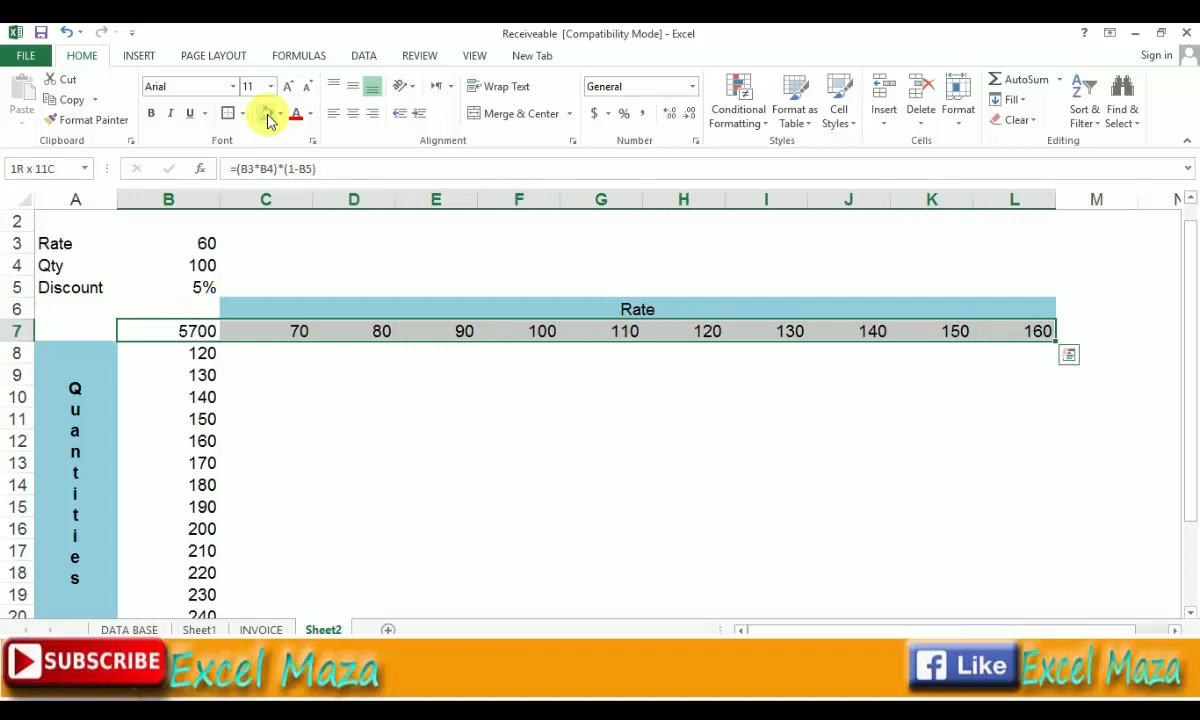 Receiveable [Compatibility Mode] - Excel
?
FILE HOME INSERT PAGE LAYOUT FORMULAS DATA REVIEW VIEW New Tab Sign in
Paste Cut Copy Format Painter
Arial 11 A A
B I U A
Wrap Text
Merge & Center
General
$ % ,
Conditional Formatting Format as Table Cell Styles
Insert Delete Format
AutoSum Fill Clear
Sort & Filter Find & Select
Clipboard Font Alignment Number Styles Cells Editing
1R x 11C fx =(B3*B4)*(1-B5)
A B C D E F G H I J K L M
2
3 Rate 60
4 Qty 100
5 Discount 5%
6 Rate
7 5700 70 80 90 100 110 120 130 140 150 160
8 120
9 130
10 140
11 150
12 160
13 170
14 180
15 190
16 200
17 210
18 220
19 230
20 240
Quantities
DATA BASE Sheet1 INVOICE Sheet2
SUBSCRIBE Excel Maza f Like Excel Maza